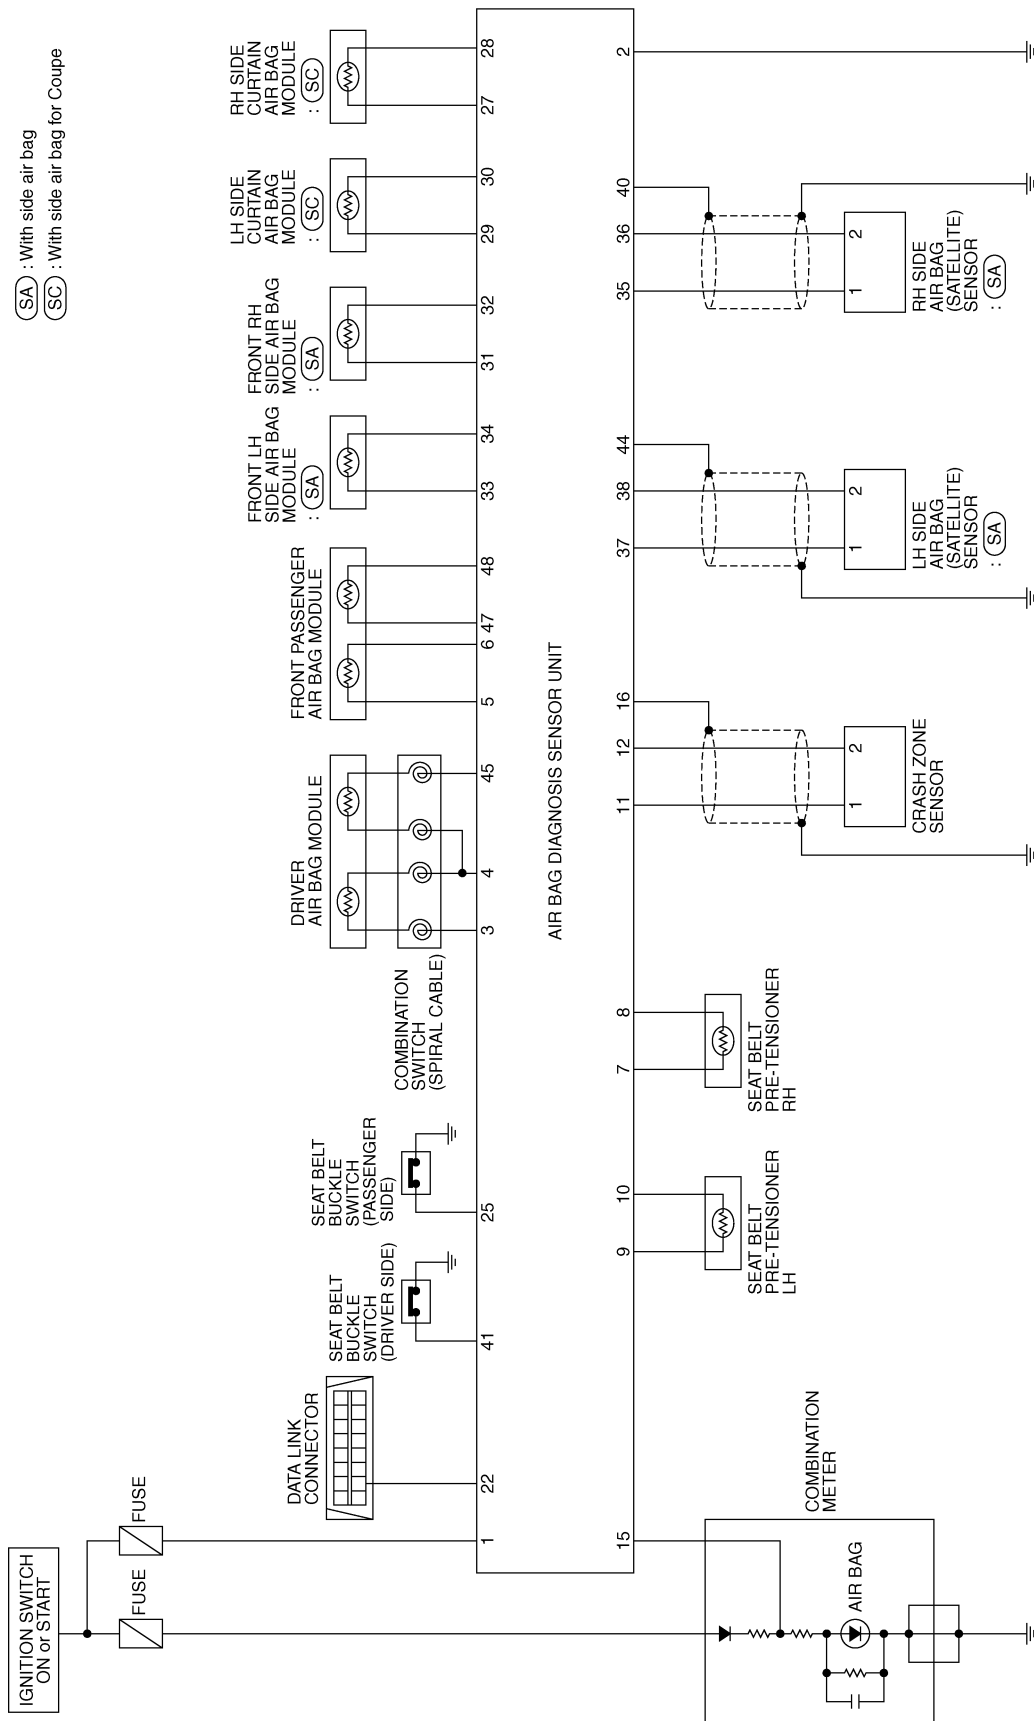 IGNITION SWITCH
ON or START
FUSE
FUSE
DATA LINK
CONNECTOR
SEAT BELT
BUCKLE
SWITCH
(DRIVER SIDE)
SEAT BELT
BUCKLE
SWITCH
(PASSENGER
SIDE)
COMBINATION
SWITCH
(SPIRAL CABLE)
DRIVER
AIR BAG MODULE
FRONT PASSENGER
AIR BAG MODULE
FRONT LH
SIDE AIR BAG
MODULE
: SA
FRONT RH
SIDE AIR BAG
MODULE
: SA
LH SIDE
CURTAIN
AIR BAG
MODULE
: SC
RH SIDE
CURTAIN
AIR BAG
MODULE
: SC
SA : With side air bag
SC : With side air bag for Coupe
1
22
41
25
3
4
45
5
6
47
48
33
34
31
32
29
30
27
28
AIR BAG DIAGNOSIS SENSOR UNIT
15
9
10
7
8
11
12
16
37
38
44
35
36
40
2
COMBINATION
METER
AIR BAG
SEAT BELT
PRE-TENSIONER
LH
SEAT BELT
PRE-TENSIONER
RH
1
2
CRASH ZONE
SENSOR
1
2
LH SIDE
AIR BAG
(SATELLITE)
SENSOR
: SA
1
2
RH SIDE
AIR BAG
(SATELLITE)
SENSOR
: SA